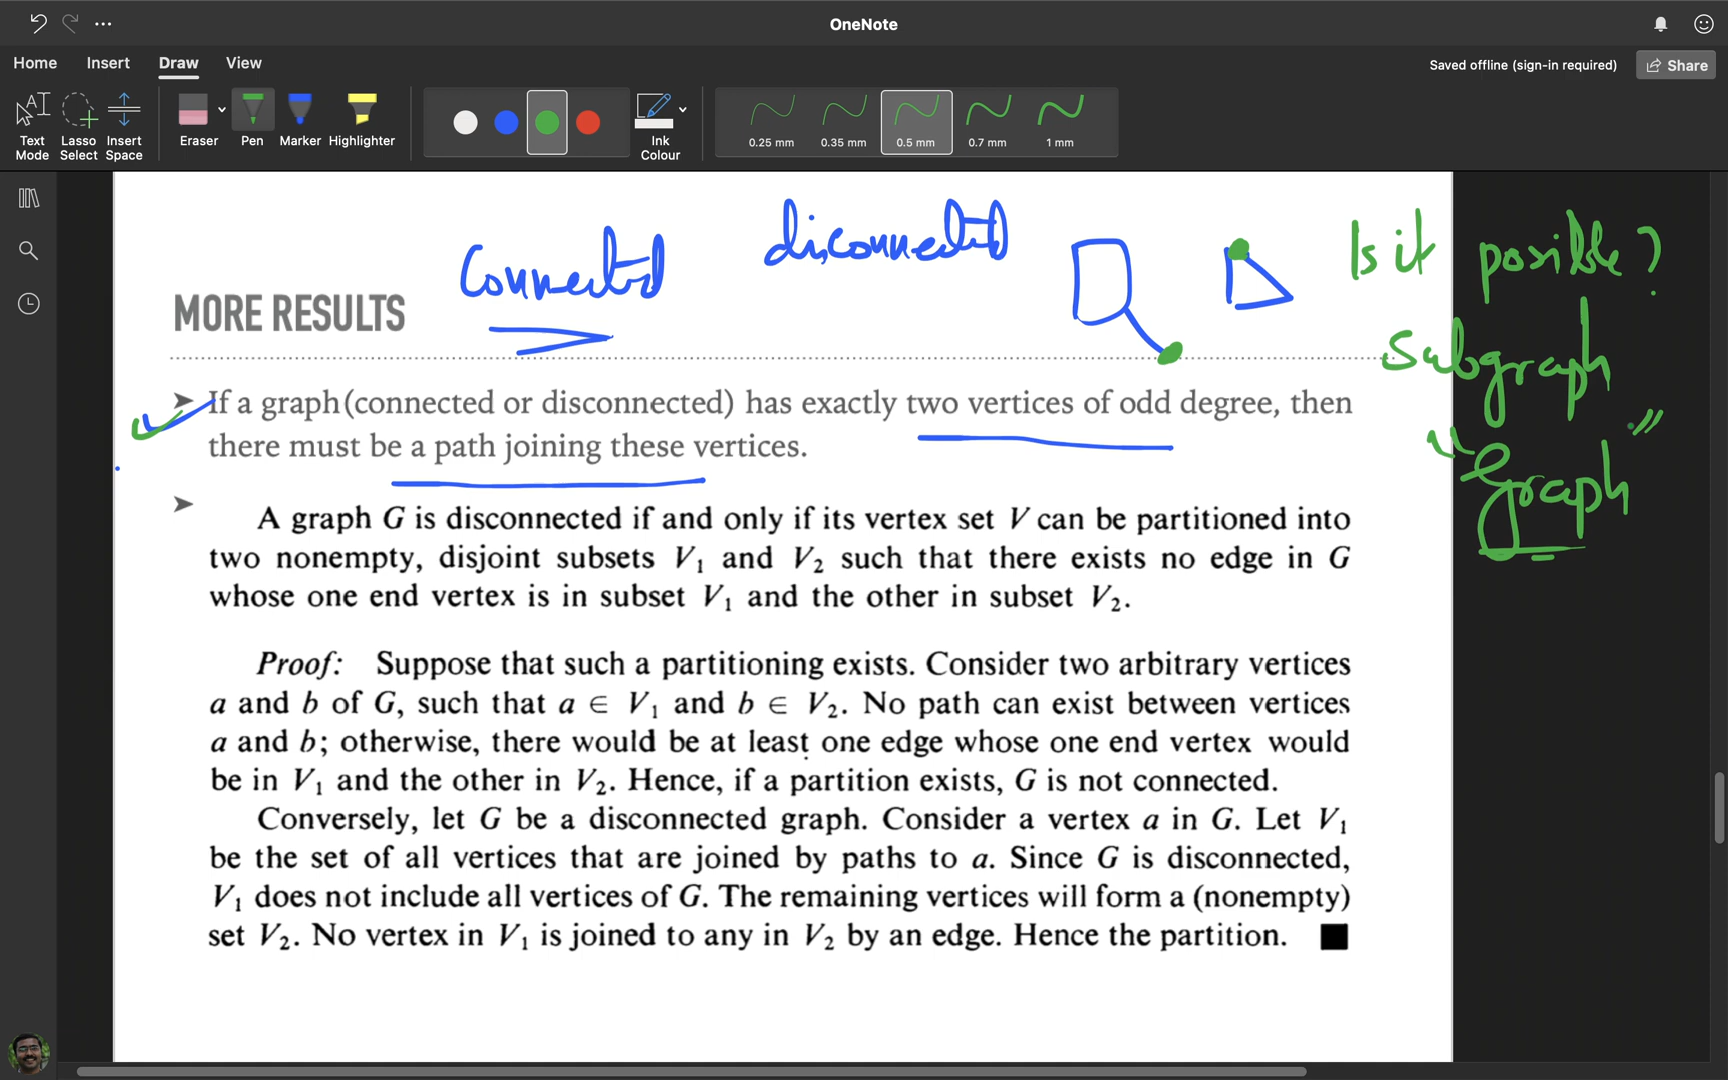 OneNote
Home Insert Draw View
Saved offline (sign-in required) Share
Text Mode
Lasso Select
Insert Space
Eraser
Pen
Marker
Highlighter
Ink Colour
0.25 mm 0.35 mm 0.5 mm 0.7 mm 1 mm
Connected
disconnected
Is it possible?
Subgraph
"Graph"
MORE RESULTS
➤ If a graph(connected or disconnected) has exactly two vertices of odd degree, then
there must be a path joining these vertices.
➤
A graph G is disconnected if and only if its vertex set V can be partitioned into
two nonempty, disjoint subsets V₁ and V₂ such that there exists no edge in G
whose one end vertex is in subset V₁ and the other in subset V₂.
Proof: Suppose that such a partitioning exists. Consider two arbitrary vertices
a and b of G, such that a ∈ V₁ and b ∈ V₂. No path can exist between vertices
a and b; otherwise, there would be at least one edge whose one end vertex would
be in V₁ and the other in V₂. Hence, if a partition exists, G is not connected.
Conversely, let G be a disconnected graph. Consider a vertex a in G. Let V₁
be the set of all vertices that are joined by paths to a. Since G is disconnected,
V₁ does not include all vertices of G. The remaining vertices will form a (nonempty)
set V₂. No vertex in V₁ is joined to any in V₂ by an edge. Hence the partition. ■